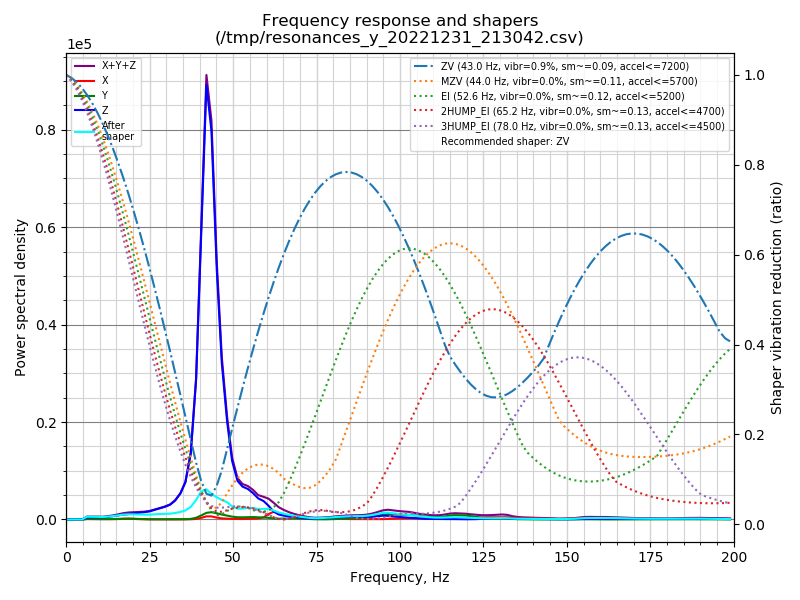 Frequency response and shapers
(/tmp/resonances_y_20221231_213042.csv)
1e5
X+Y+Z
X
Y
Z
After
shaper
ZV (43.0 Hz, vibr=0.9%, sm~=0.09, accel<=7200)
MZV (44.0 Hz, vibr=0.0%, sm~=0.11, accel<=5700)
EI (52.6 Hz, vibr=0.0%, sm~=0.12, accel<=5200)
2HUMP_EI (65.2 Hz, vibr=0.0%, sm~=0.13, accel<=4700)
3HUMP_EI (78.0 Hz, vibr=0.0%, sm~=0.13, accel<=4500)
Recommended shaper: ZV
0.8
0.6
0.4
0.2
0.0
Power spectral density
1.0
0.8
0.6
0.4
0.2
0.0
Shaper vibration reduction (ratio)
0 25 50 75 100 125 150 175 200
Frequency, Hz